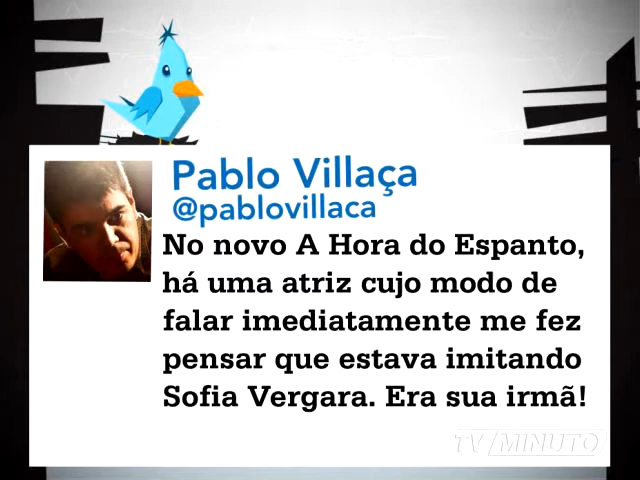 Pablo Villaça
@pablovillaca
No novo A Hora do Espanto,
há uma atriz cujo modo de
falar imediatamente me fez
pensar que estava imitando
Sofia Vergara. Era sua irmã!
TV MINUTO